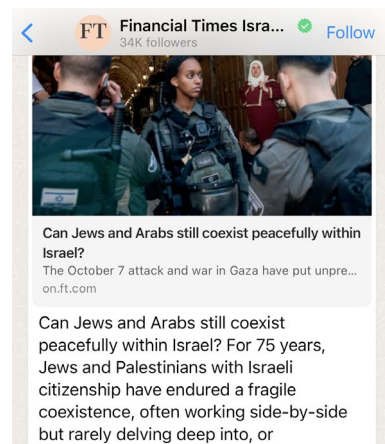 FT
Financial Times Isra...
34K followers
Follow
Can Jews and Arabs still coexist peacefully within
Israel?
The October 7 attack and war in Gaza have put unpre...
on.ft.com
Can Jews and Arabs still coexist
peacefully within Israel? For 75 years,
Jews and Palestinians with Israeli
citizenship have endured a fragile
coexistence, often working side-by-side
but rarely delving deep into, or